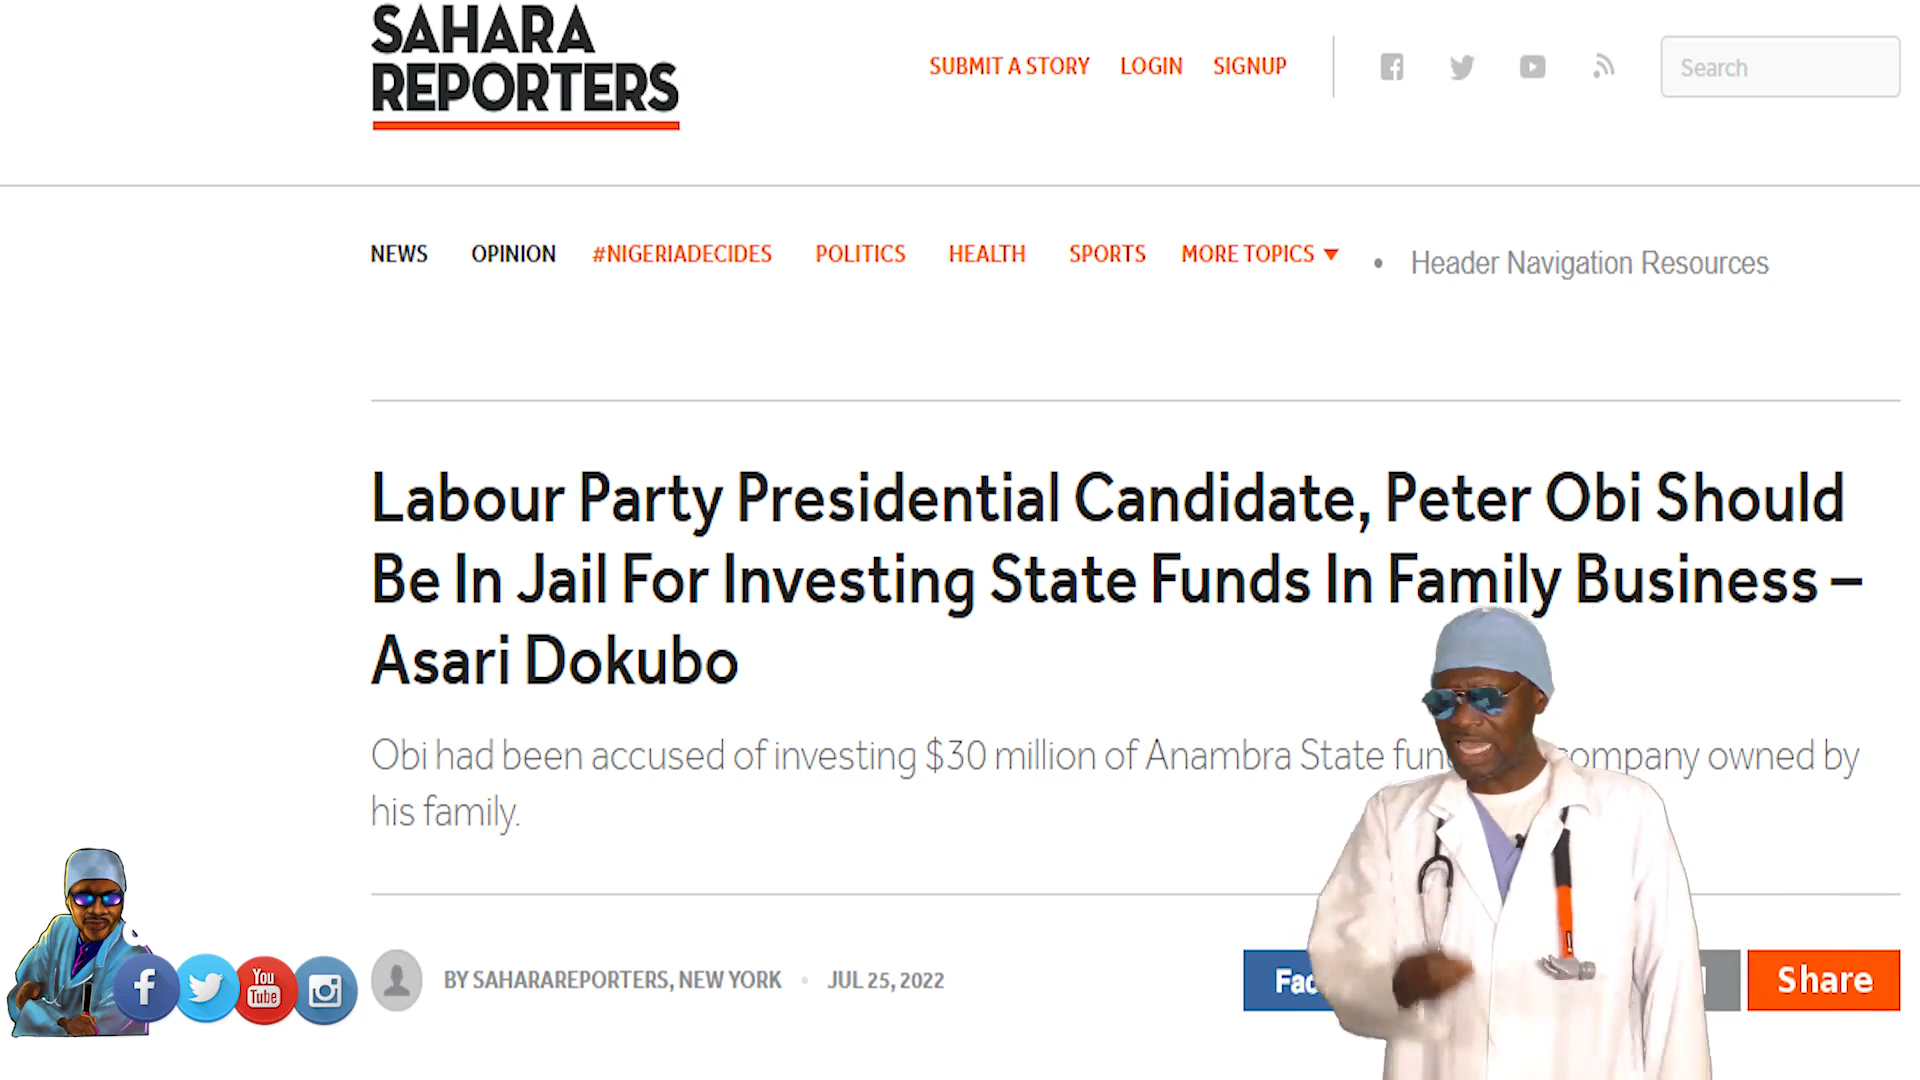 SAHARA
REPORTERS
SUBMIT A STORY LOGIN SIGNUP
Search
NEWS OPINION #NIGERIADECIDES POLITICS HEALTH SPORTS MORE TOPICS
• Header Navigation Resources
Labour Party Presidential Candidate, Peter Obi Should
Be In Jail For Investing State Funds In Family Business –
Asari Dokubo
Obi had been accused of investing $30 million of Anambra State company owned by
his family.
BY SAHARAREPORTERS, NEW YORK • JUL 25, 2022
Share
You
Tube